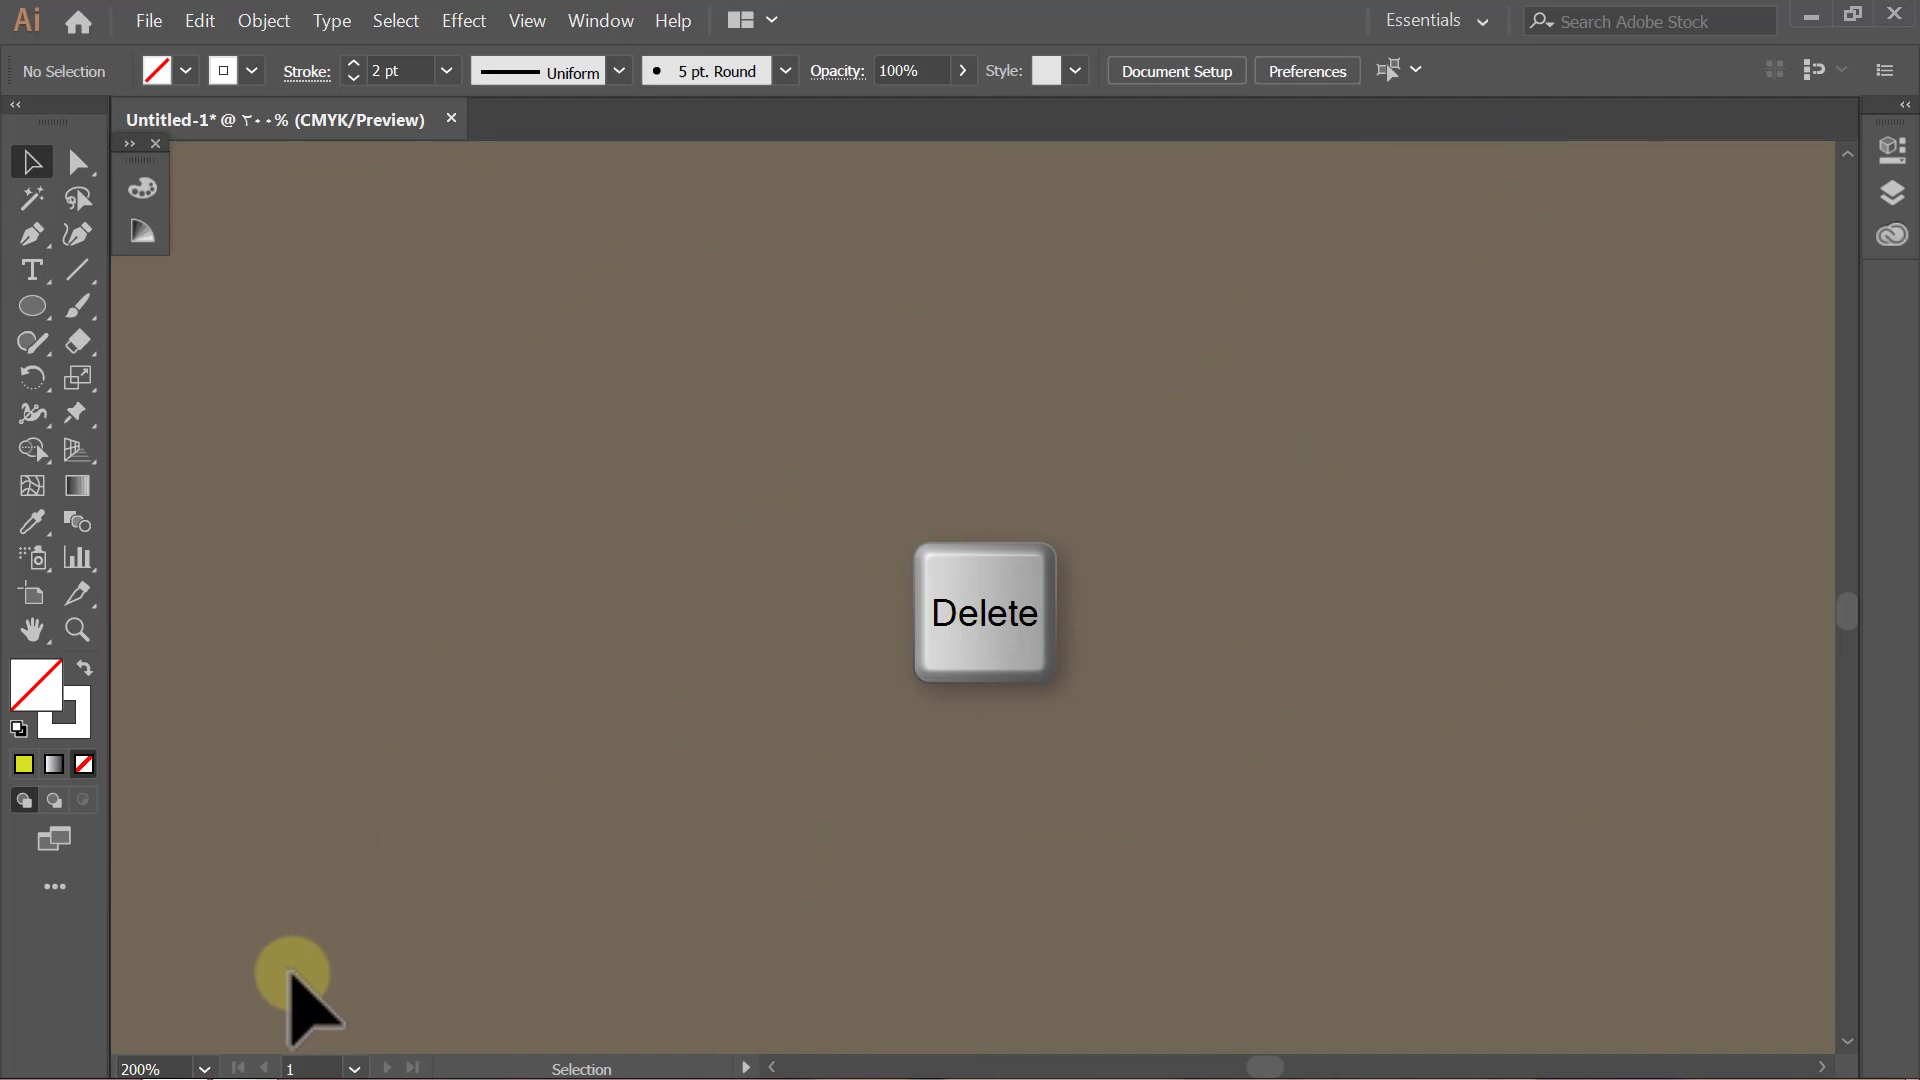 Ai File Edit Object Type Select Effect View Window Help Essentials Search Adobe Stock
No Selection Stroke: 2 pt Uniform 5 pt. Round Opacity: 100% Style: Document Setup Preferences
Untitled-1* @ ٢٠٠% (CMYK/Preview)
T
Delete
200% 1 Selection